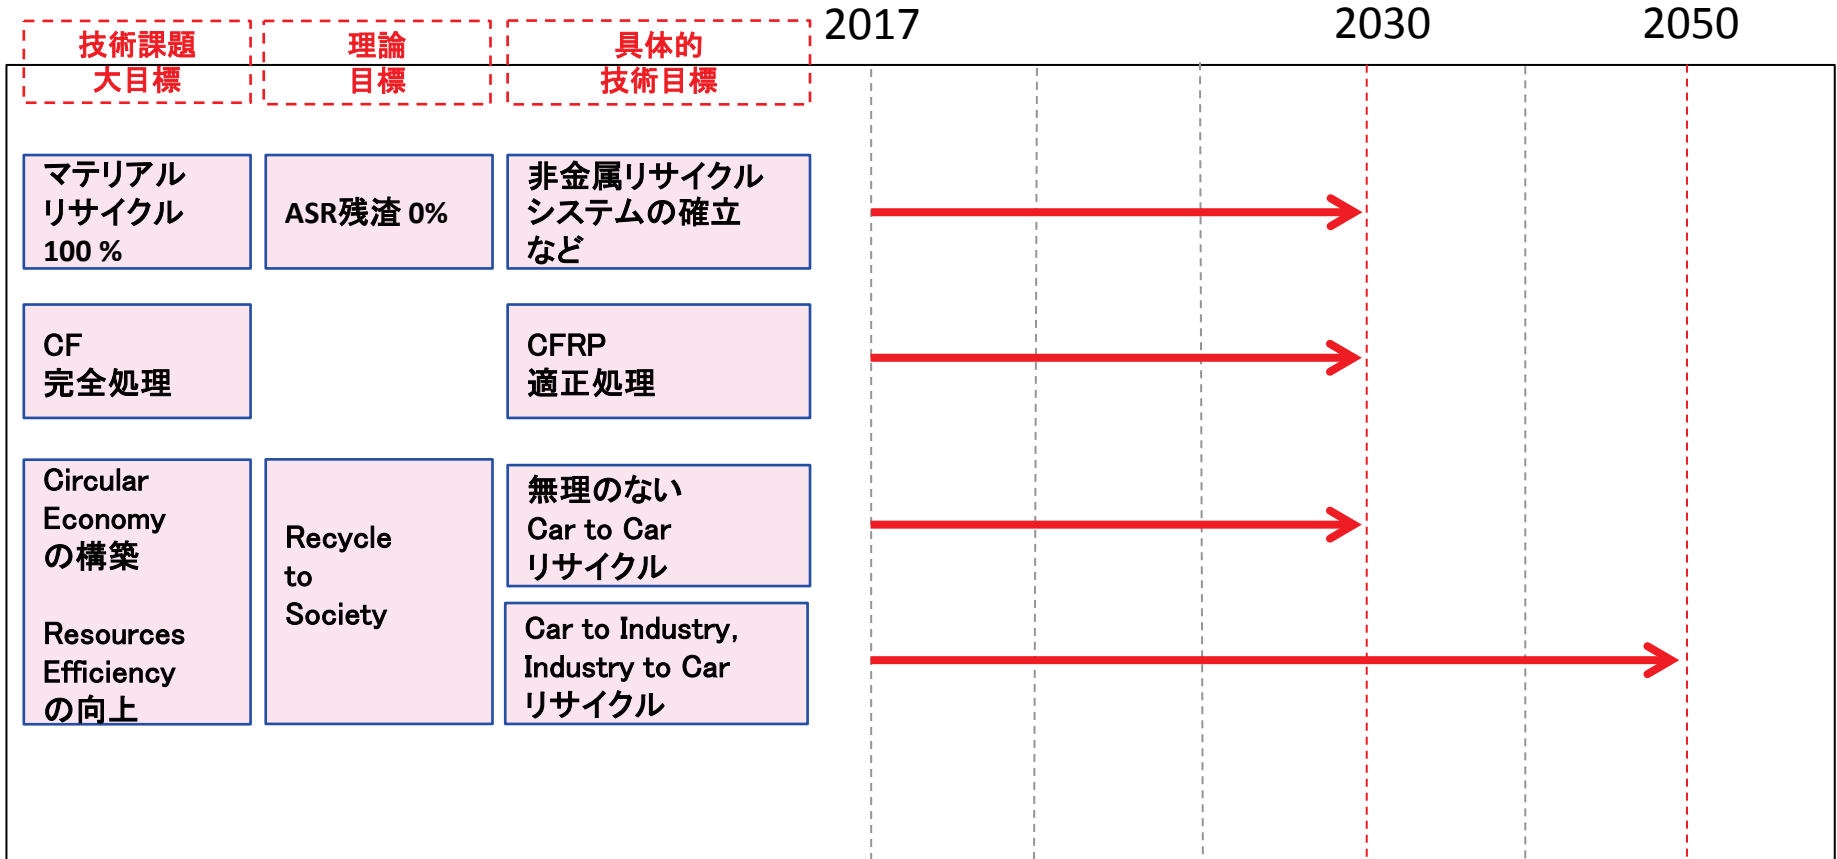 2017
2030
2050
技術課題
大目標
理論
目標
具体的
技術目標
マテリアル
リサイクル
100 %
ASR残渣 0%
非金属リサイクル
システムの確立
など
CF
完全処理
CFRP
適正処理
Circular
Economy
の構築
Resources
Efficiency
の向上
Recycle
to
Society
無理のない
Car to Car
リサイクル
Car to Industry,
Industry to Car
リサイクル